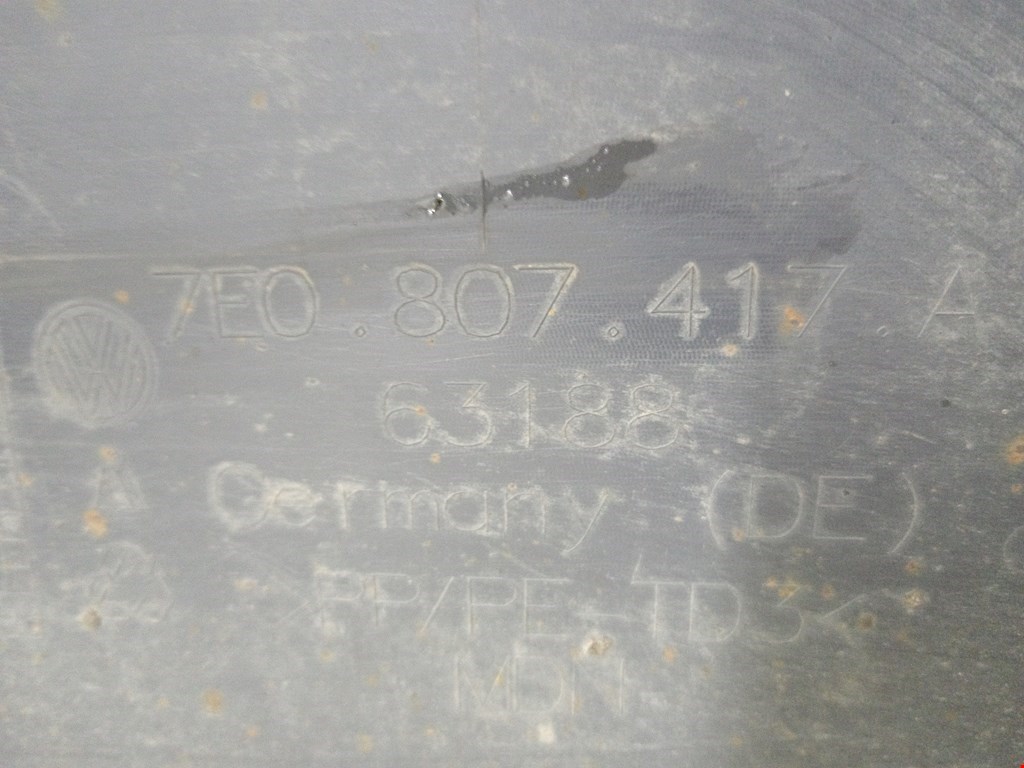 7E0.807.417.A
63188
Germany (DE)
>PP/PE-TD3<
MDN